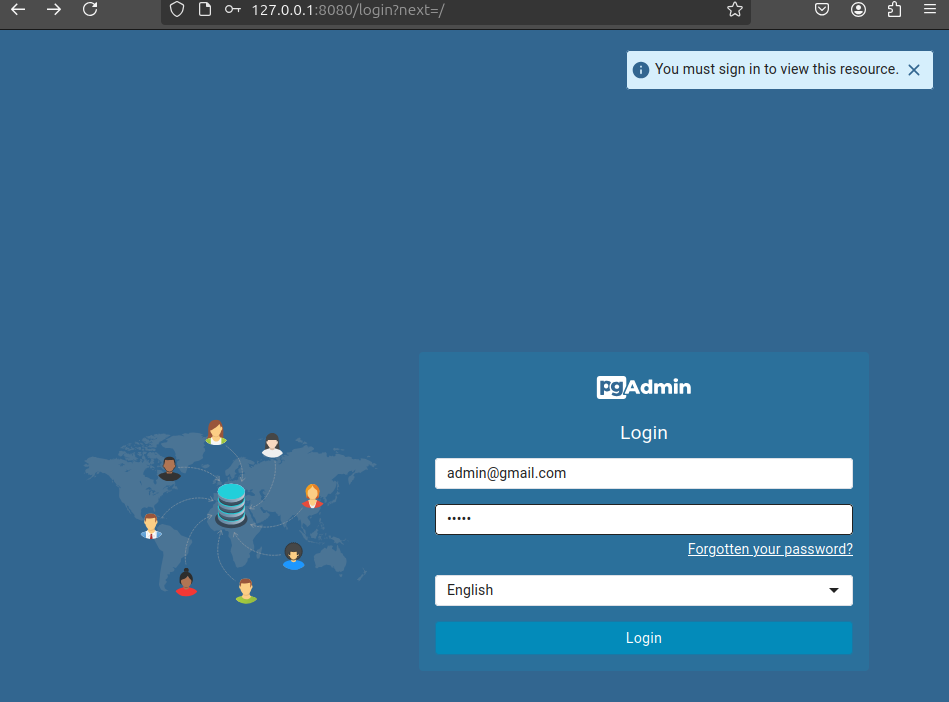 127.0.0.1:8080/login?next=/
You must sign in to view this resource.
pgAdmin
Login
admin@gmail.com
•••••
Forgotten your password?
English
Login